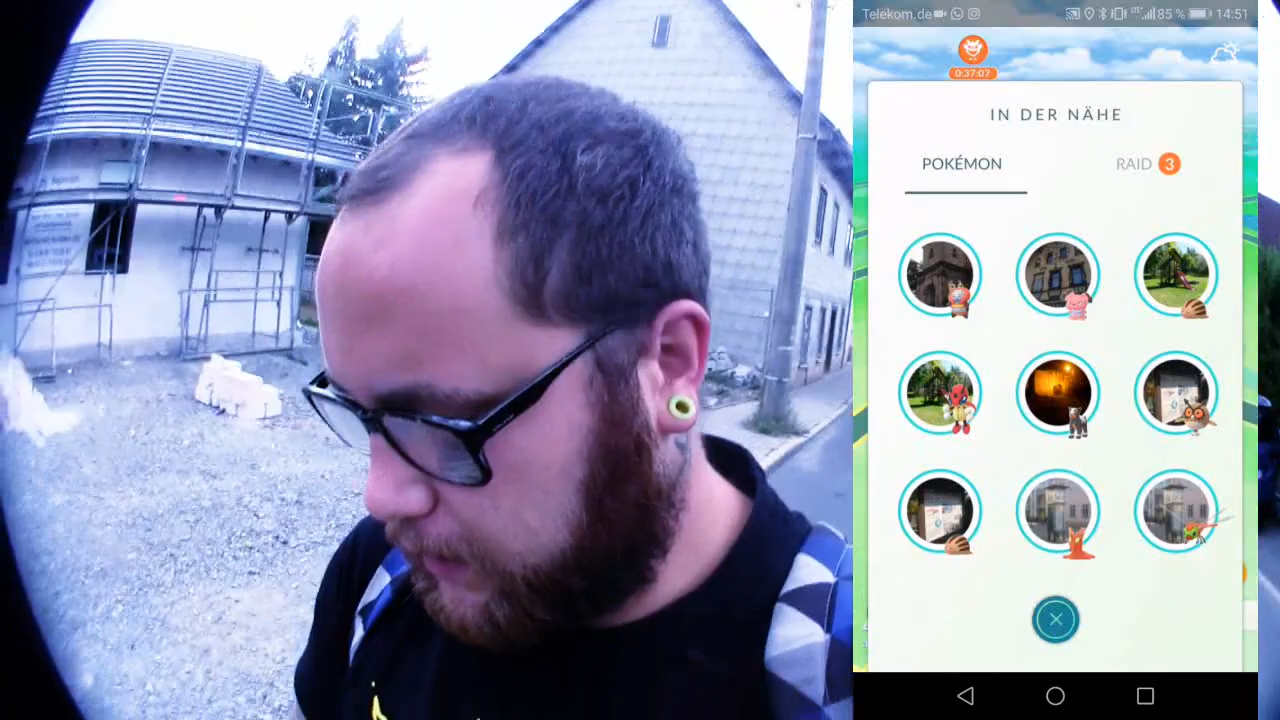 Telekom.de 85 % 14:51
0:37:07
IN DER NÄHE
POKÉMON
RAID 3